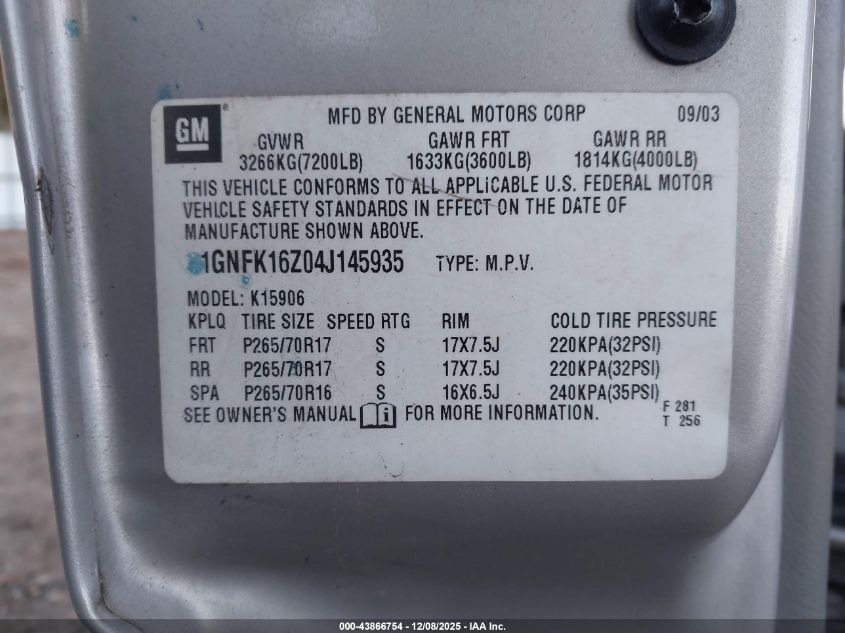 GM ® MFD BY GENERAL MOTORS CORP 09/03
GVWR GAWR FRT GAWR RR
3266KG(7200LB) 1633KG(3600LB) 1814KG(4000LB)
THIS VEHICLE CONFORMS TO ALL APPLICABLE U.S. FEDERAL MOTOR
VEHICLE SAFETY STANDARDS IN EFFECT ON THE DATE OF
MANUFACTURE SHOWN ABOVE.
1GNFK16Z04J145935 TYPE: M.P.V.
MODEL: K15906
KPLQ TIRE SIZE SPEED RTG RIM COLD TIRE PRESSURE
FRT P265/70R17 S 17X7.5J 220KPA(32PSI)
RR P265/70R17 S 17X7.5J 220KPA(32PSI)
SPA P265/70R16 S 16X6.5J 240KPA(35PSI)
SEE OWNER'S MANUAL i FOR MORE INFORMATION. F 281
T 256
000-43866754 - 12/08/2025 - IAA Inc.